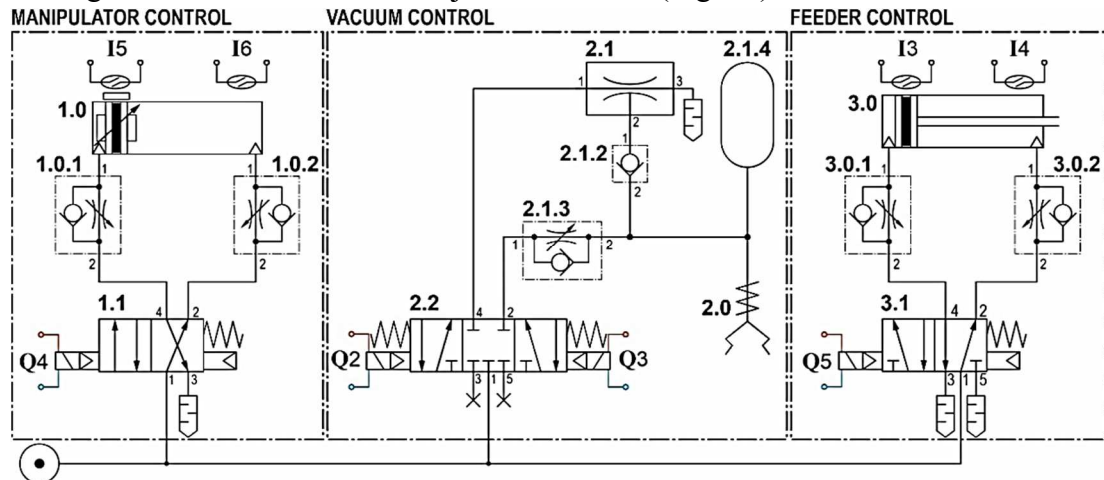 MANIPULATOR CONTROL VACUUM CONTROL FEEDER CONTROL
I5 I6 2.1 2.1.4 I3 I4
1 3
1.0 2 3.0
1
2.1.2
1.0.1 1 1 1.0.2 2 3.0.1 1 1 3.0.2
2.1.3
1 2
2 2 2 2
1.1 4 2 2.2 4 2 2.0 3.1 4 2
Q4 Q2 Q3 Q5
1 3 3 1 5 3 1 5